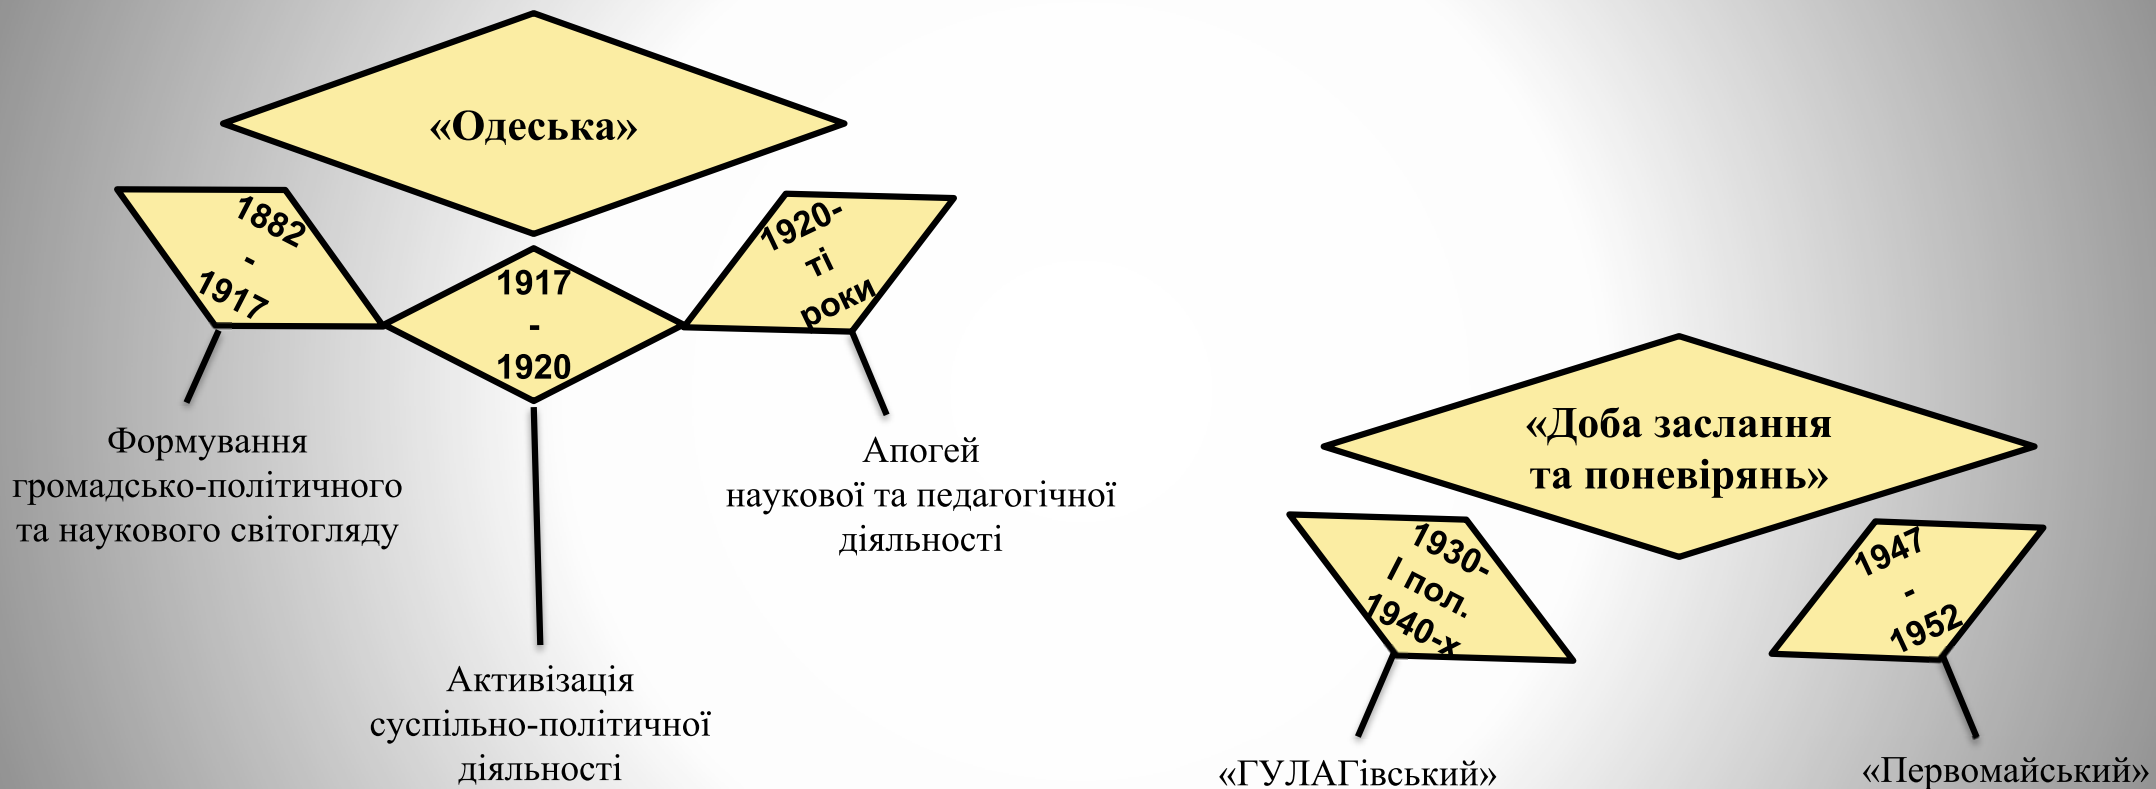 «Одеська»
1882
-
1917
1917
-
1920
1920-
ті
роки
Формування
громадсько-політичного
та наукового світогляду
Активізація
суспільно-політичної
діяльності
Апогей
наукової та педагогічної
діяльності
«Доба заслання
та поневірянь»
1930-
І пол.
1940-х
1947
-
1952
«ГУЛАГівський»
«Первомайський»